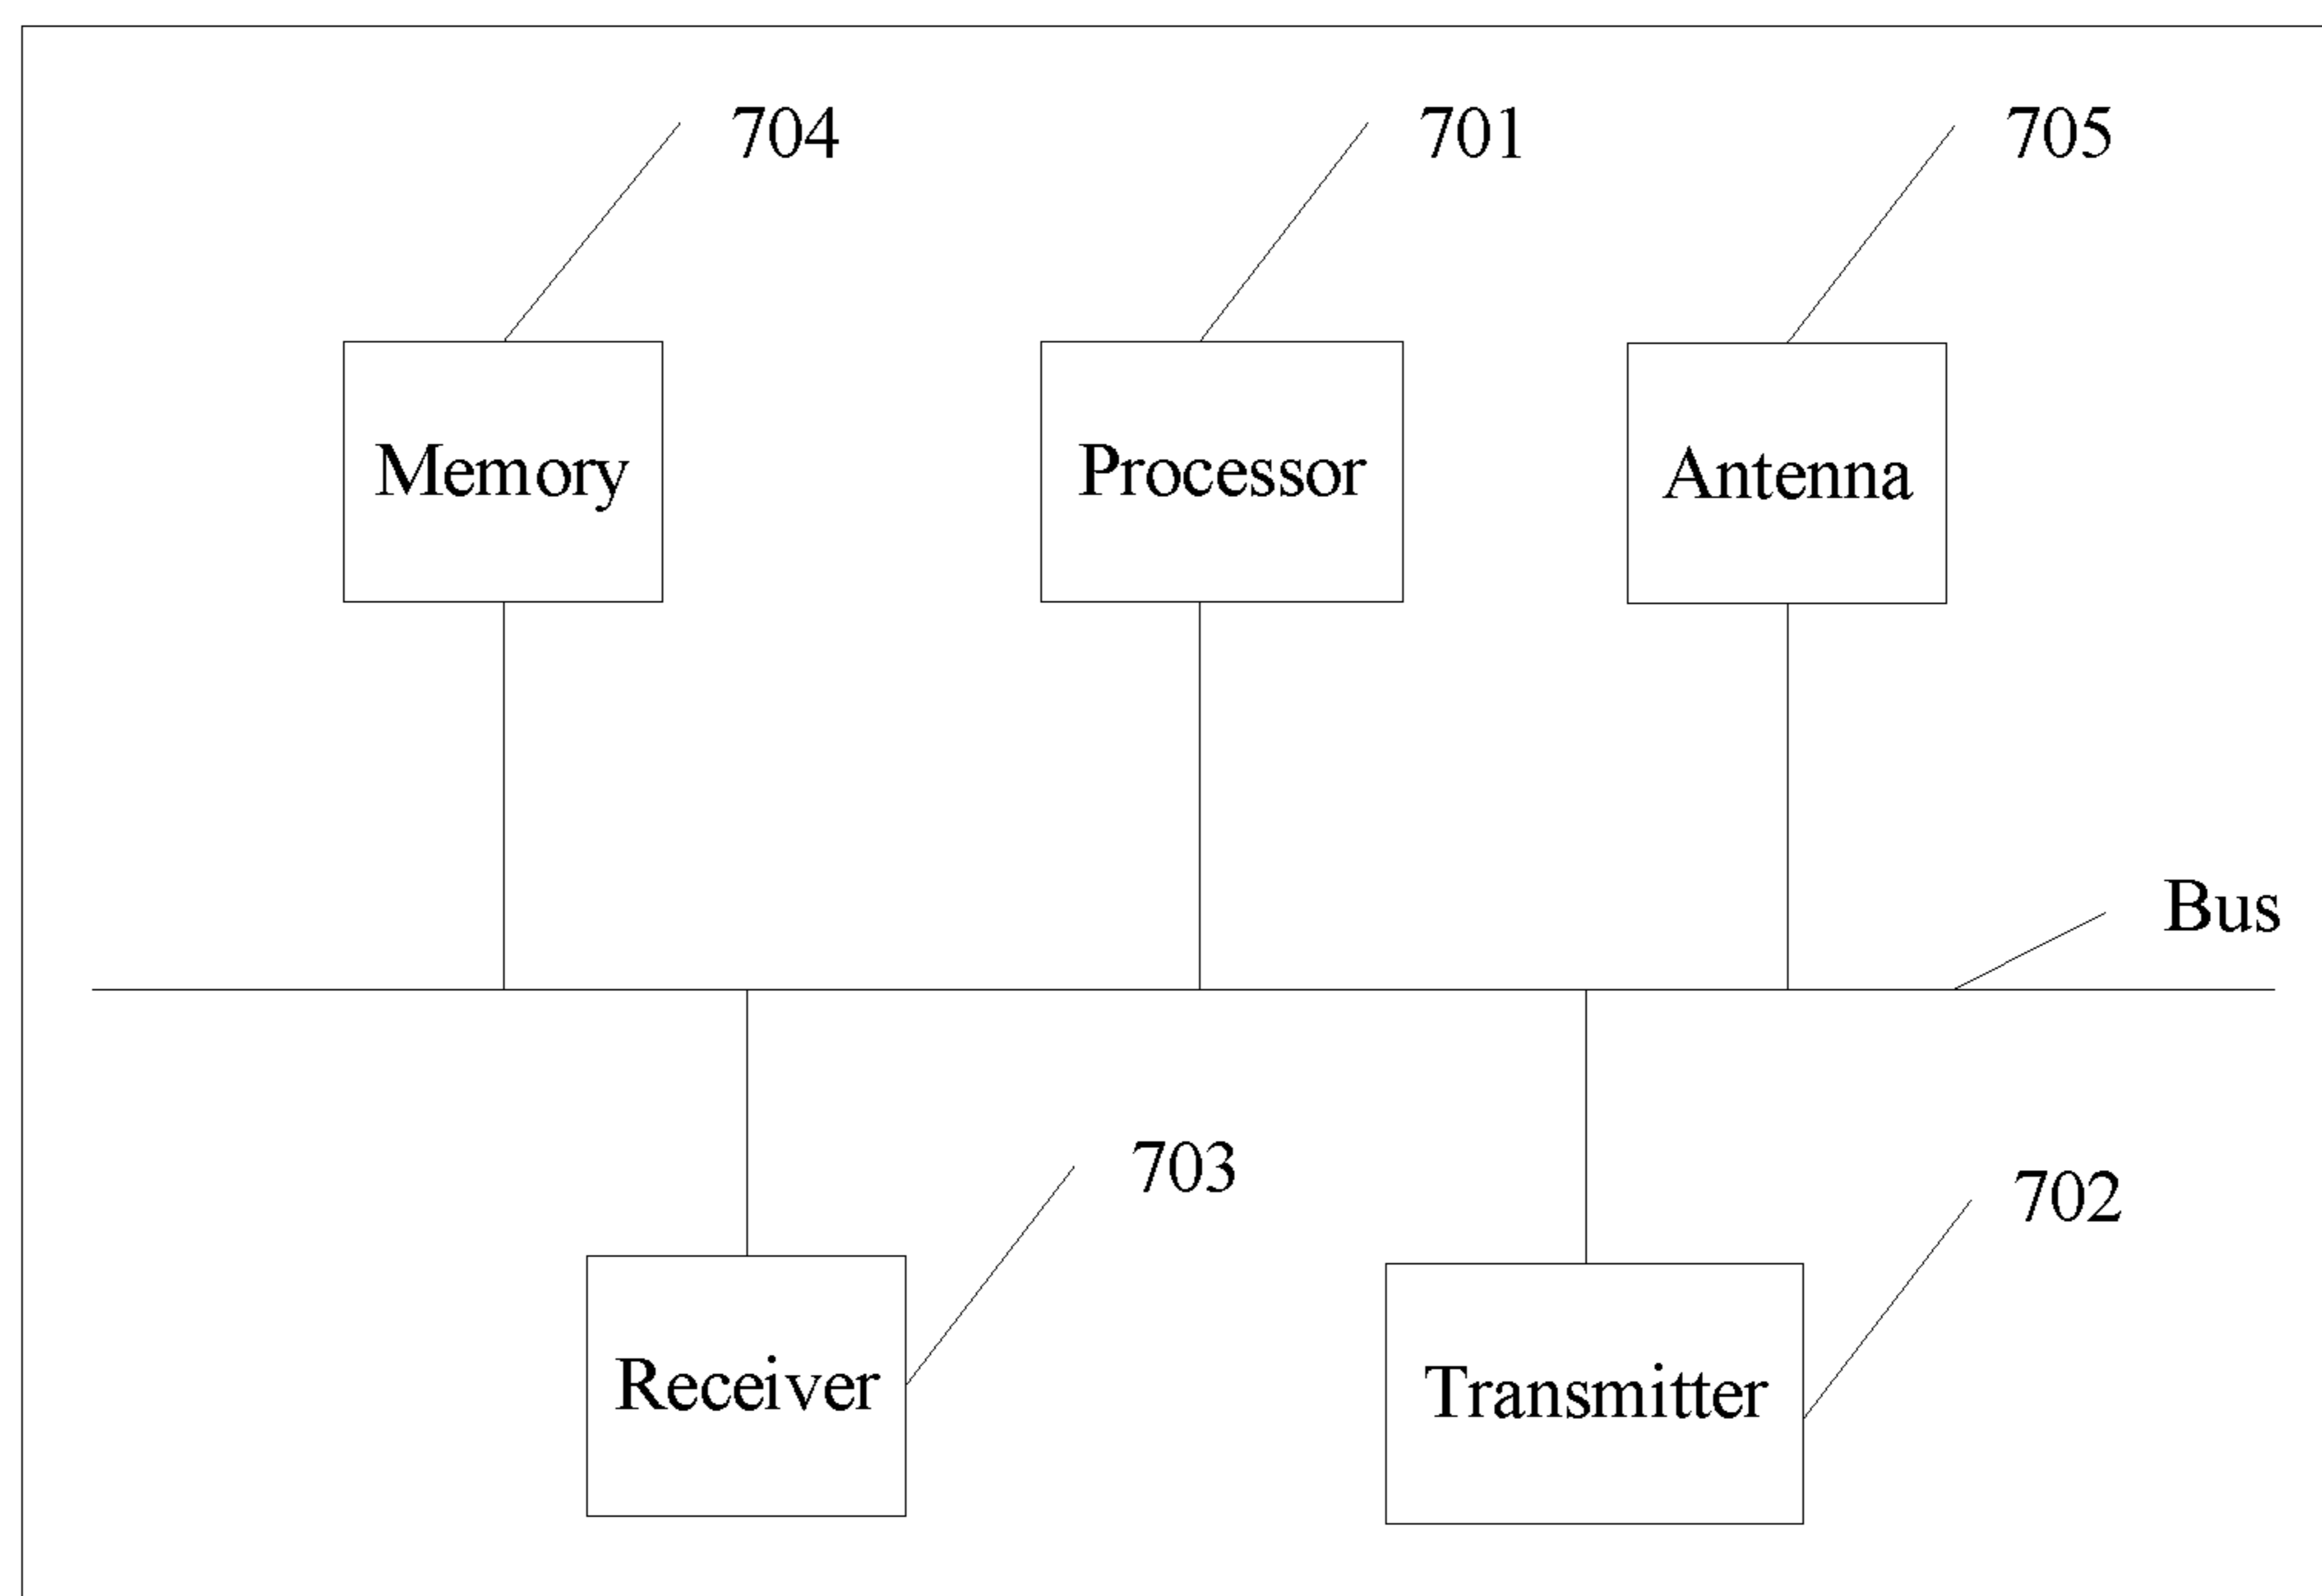 704
701
705
Memory
Processor
Antenna
Bus
703
702
Receiver
Transmitter